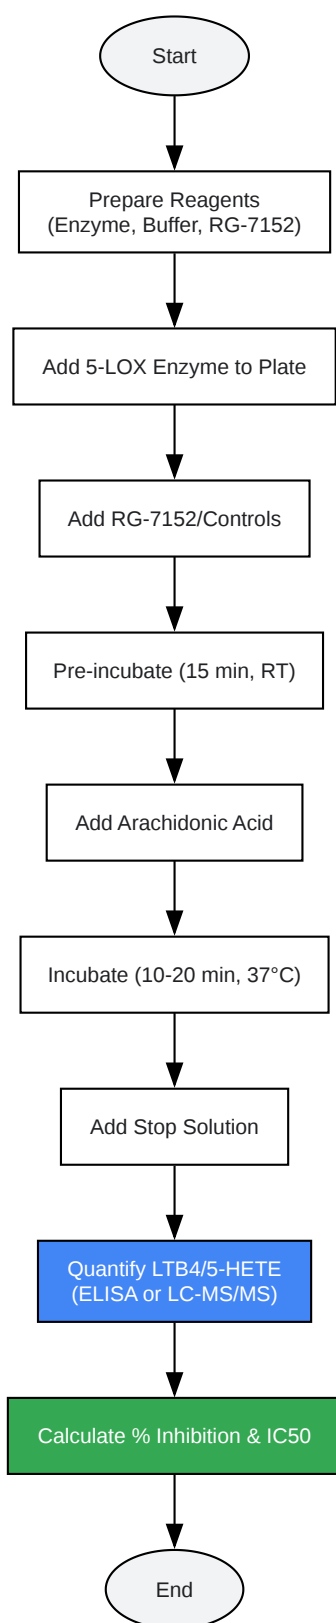 Start
Prepare Reagents
(Enzyme, Buffer, RG-7152)
Add 5-LOX Enzyme to Plate
Add RG-7152/Controls
Pre-incubate (15 min, RT)
Add Arachidonic Acid
Incubate (10-20 min, 37°C)
Add Stop Solution
Quantify LTB4/5-HETE
(ELISA or LC-MS/MS)
Calculate % Inhibition & IC50
End